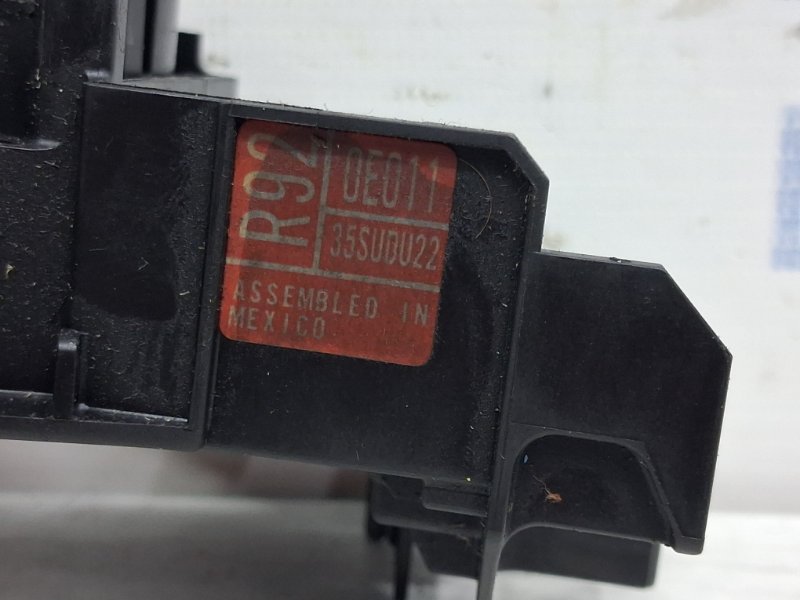 R92
0E011
35SUDU22
ASSEMBLED IN
MEXICO